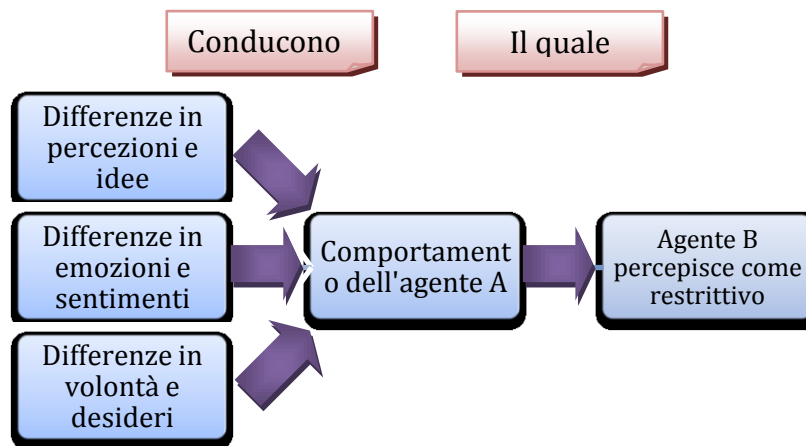 Conducono
Il quale
Differenze in
percezioni e
idee
Differenze in
emozioni e
sentimenti
Differenze in
volontà e
desideri
Comportament
o dell'agente A
Agente B
percepisce come
restrittivo